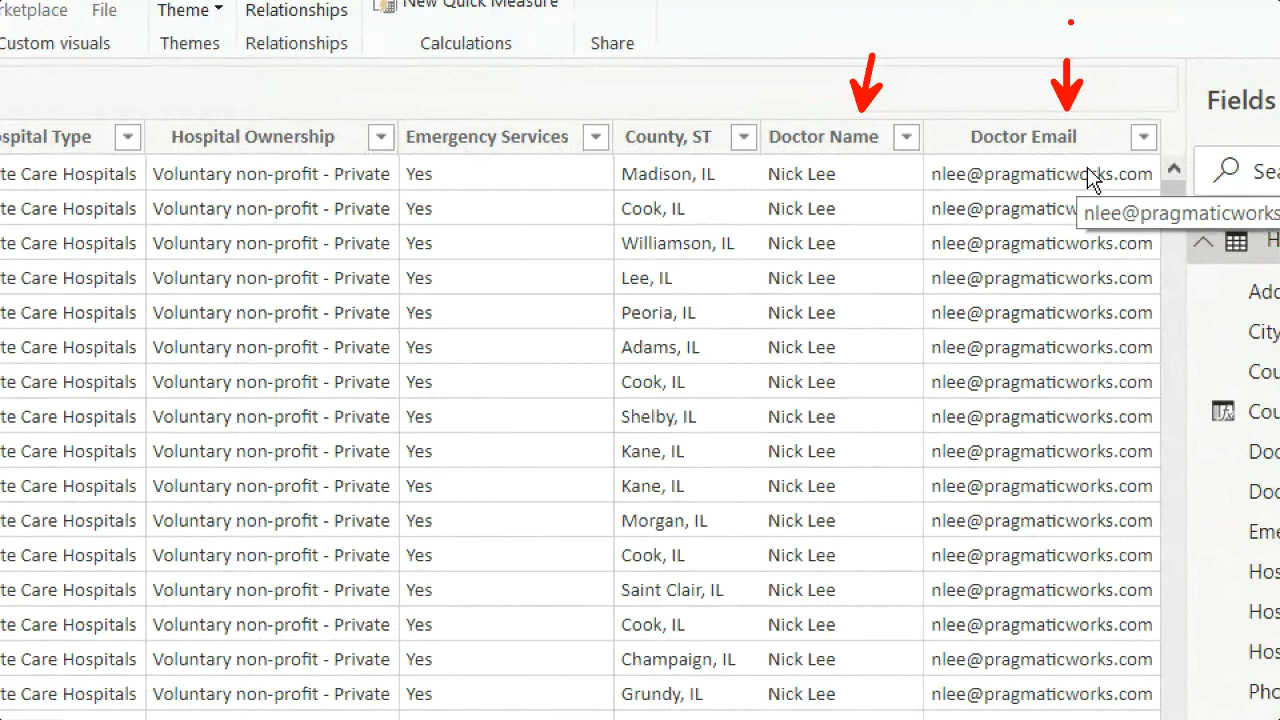 rketplace File Theme Relationships New Quick Measure
Custom visuals Themes Relationships Calculations Share
Fields
ospital Type Hospital Ownership Emergency Services County, ST Doctor Name Doctor Email
te Care Hospitals Voluntary non-profit - Private Yes Madison, IL Nick Lee nlee@pragmaticworks.com Sea
te Care Hospitals Voluntary non-profit - Private Yes Cook, IL Nick Lee nlee@pragmaticw
nlee@pragmaticworks
te Care Hospitals Voluntary non-profit - Private Yes Williamson, IL Nick Lee nlee@pragmaticworks.com H
te Care Hospitals Voluntary non-profit - Private Yes Lee, IL Nick Lee nlee@pragmaticworks.com Add
te Care Hospitals Voluntary non-profit - Private Yes Peoria, IL Nick Lee nlee@pragmaticworks.com City
te Care Hospitals Voluntary non-profit - Private Yes Adams, IL Nick Lee nlee@pragmaticworks.com Cou
te Care Hospitals Voluntary non-profit - Private Yes Cook, IL Nick Lee nlee@pragmaticworks.com
te Care Hospitals Voluntary non-profit - Private Yes Shelby, IL Nick Lee nlee@pragmaticworks.com Cou
te Care Hospitals Voluntary non-profit - Private Yes Kane, IL Nick Lee nlee@pragmaticworks.com Doc
te Care Hospitals Voluntary non-profit - Private Yes Kane, IL Nick Lee nlee@pragmaticworks.com Doc
te Care Hospitals Voluntary non-profit - Private Yes Morgan, IL Nick Lee nlee@pragmaticworks.com Eme
te Care Hospitals Voluntary non-profit - Private Yes Cook, IL Nick Lee nlee@pragmaticworks.com Hos
te Care Hospitals Voluntary non-profit - Private Yes Saint Clair, IL Nick Lee nlee@pragmaticworks.com Hos
te Care Hospitals Voluntary non-profit - Private Yes Cook, IL Nick Lee nlee@pragmaticworks.com
te Care Hospitals Voluntary non-profit - Private Yes Champaign, IL Nick Lee nlee@pragmaticworks.com Hos
te Care Hospitals Voluntary non-profit - Private Yes Grundy, IL Nick Lee nlee@pragmaticworks.com Pho